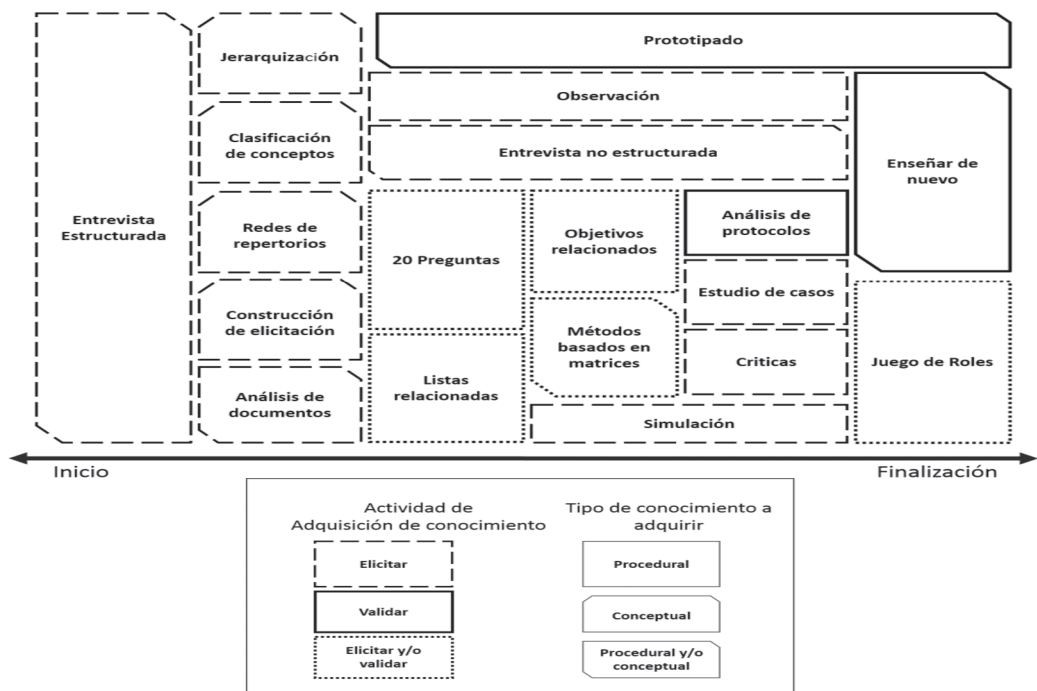 Entrevista
Estructurada
Jerarquización
Clasificación
de conceptos
Redes de
repertorios
Construcción
de elicitación
Análisis de
documentos
Prototipado
Observación
Entrevista no estructurada
20 Preguntas
Listas
relacionadas
Objetivos
relacionados
Métodos
basados en
matrices
Análisis de
protocolos
Estudio de casos
Criticas
Simulación
Enseñar de
nuevo
Juego de Roles
Inicio
Finalización
Actividad de
Adquisición de conocimiento
Elicitar
Validar
Elicitar y/o
validar
Tipo de conocimiento a
adquirir
Procedural
Conceptual
Procedural y/o
conceptual